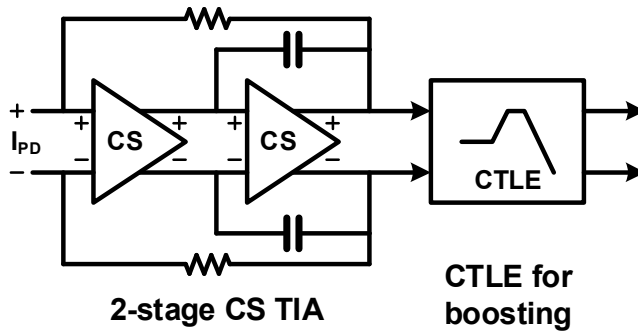 + + + + +
I_PD CS CS
− − − − −
CTLE
2-stage CS TIA
CTLE for
boosting